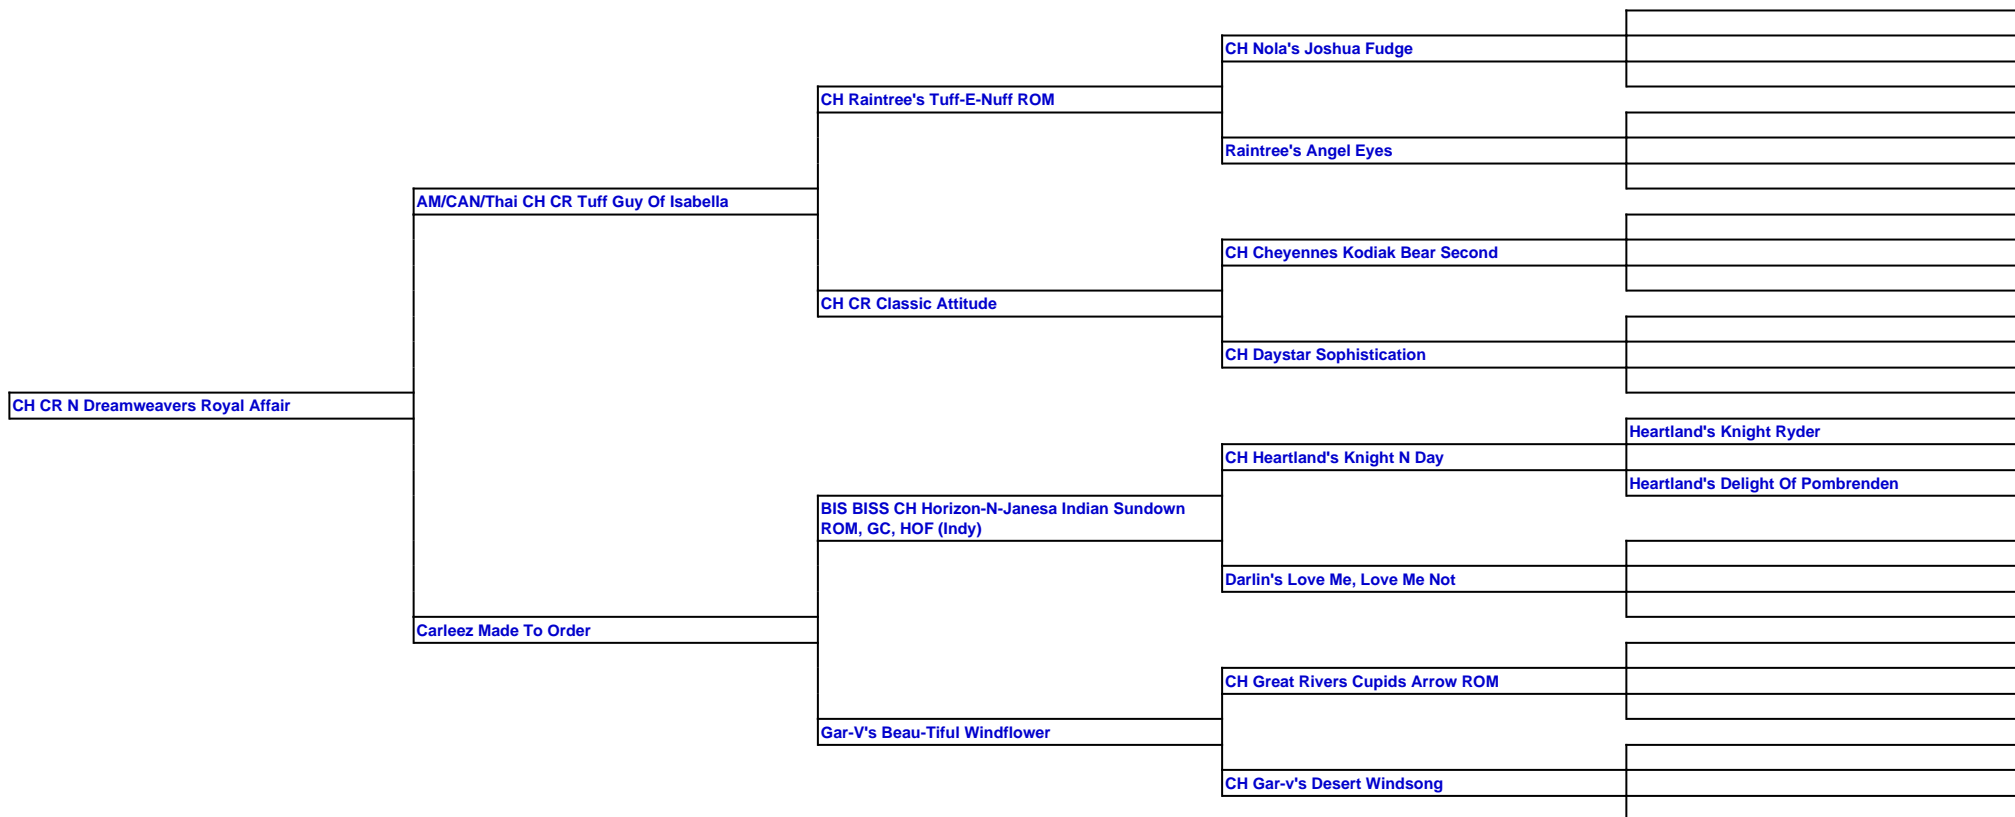 CH Nola's Joshua Fudge
CH Raintree's Tuff-E-Nuff ROM
Raintree's Angel Eyes
AM/CAN/Thai CH CR Tuff Guy Of Isabella
CH Cheyennes Kodiak Bear Second
CH CR Classic Attitude
CH Daystar Sophistication
CH CR N Dreamweavers Royal Affair
Heartland's Knight Ryder
CH Heartland's Knight N Day
Heartland's Delight Of Pombrenden
BIS BISS CH Horizon-N-Janesa Indian Sundown
ROM, GC, HOF (Indy)
Darlin's Love Me, Love Me Not
Carleez Made To Order
CH Great Rivers Cupids Arrow ROM
Gar-V's Beau-Tiful Windflower
CH Gar-v's Desert Windsong